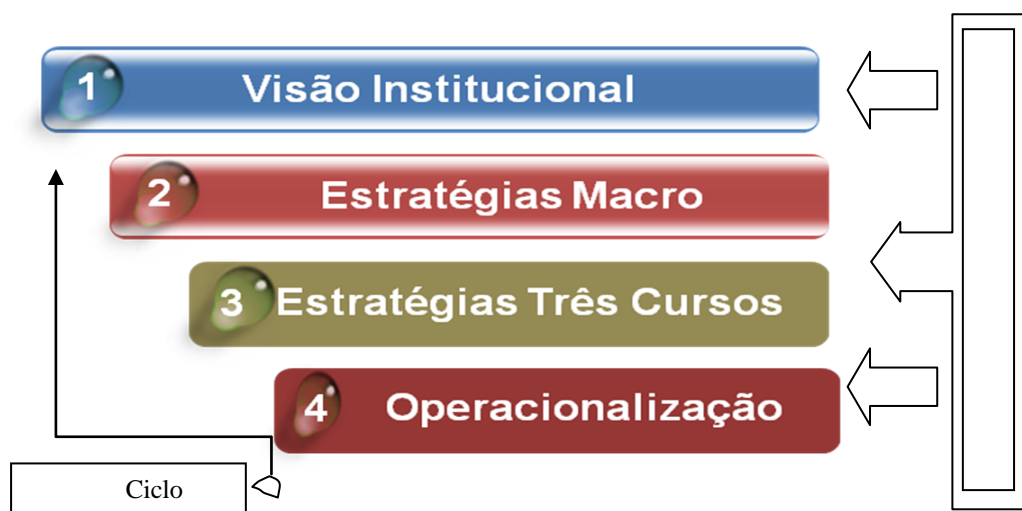 1 Visão Institucional
2 Estratégias Macro
3 Estratégias Três Cursos
4 Operacionalização
Ciclo